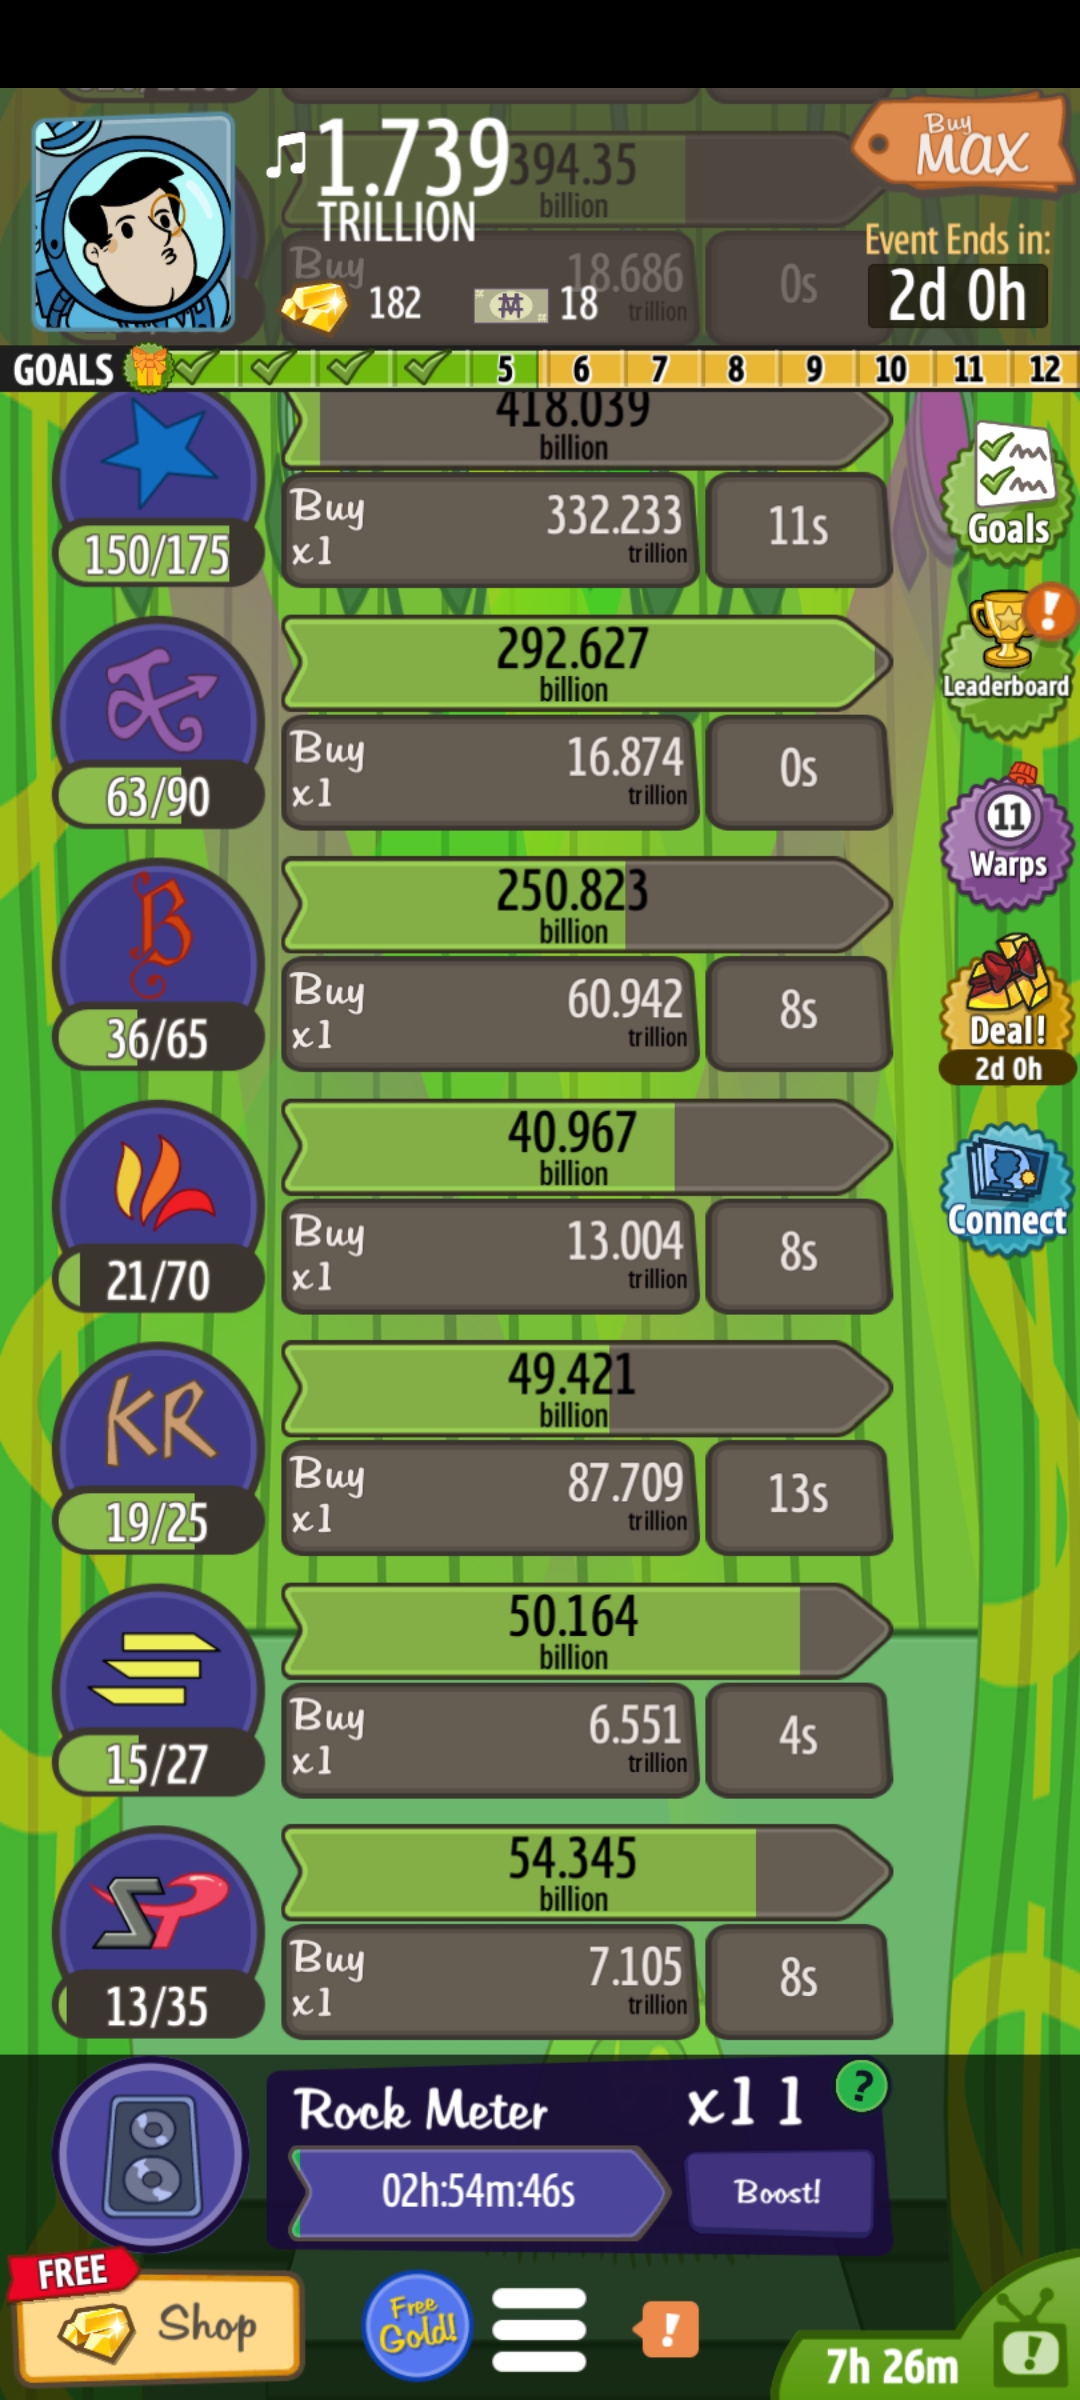 1.739
TRILLION
394.35
billion
Buy
MAX
Event Ends in:
2d 0h
182
18
Buy
18.686
trillion
0s
GOALS
5
6
7
8
9
10
11
12
418.039
billion
150/175
Buy
x1
332.233
trillion
11s
Goals
292.627
billion
63/90
Buy
x1
16.874
trillion
0s
!
Leaderboard
11
Warps
250.823
billion
B
36/65
Buy
x1
60.942
trillion
8s
Deal!
2d 0h
40.967
billion
21/70
Buy
x1
13.004
trillion
8s
Connect
49.421
billion
KR
19/25
Buy
x1
87.709
trillion
13s
50.164
billion
15/27
Buy
x1
6.551
trillion
4s
54.345
billion
SP
13/35
Buy
x1
7.105
trillion
8s
Rock Meter
x11
?
02h:54m:46s
Boost!
FREE
Shop
Free
Gold!
!
7h 26m
!